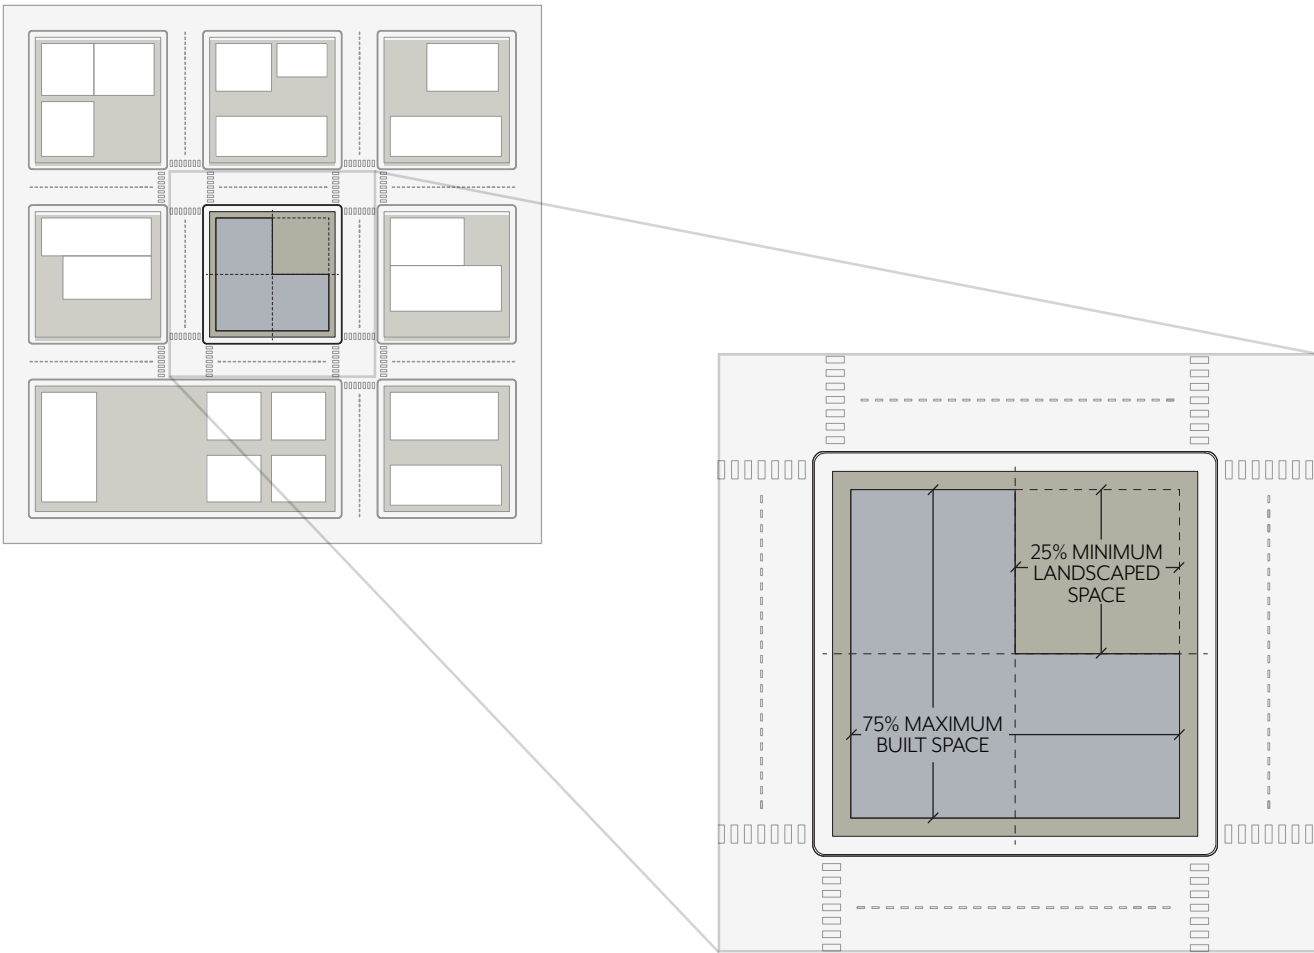 25% MINIMUM
LANDSCAPED
SPACE
75% MAXIMUM
BUILT SPACE